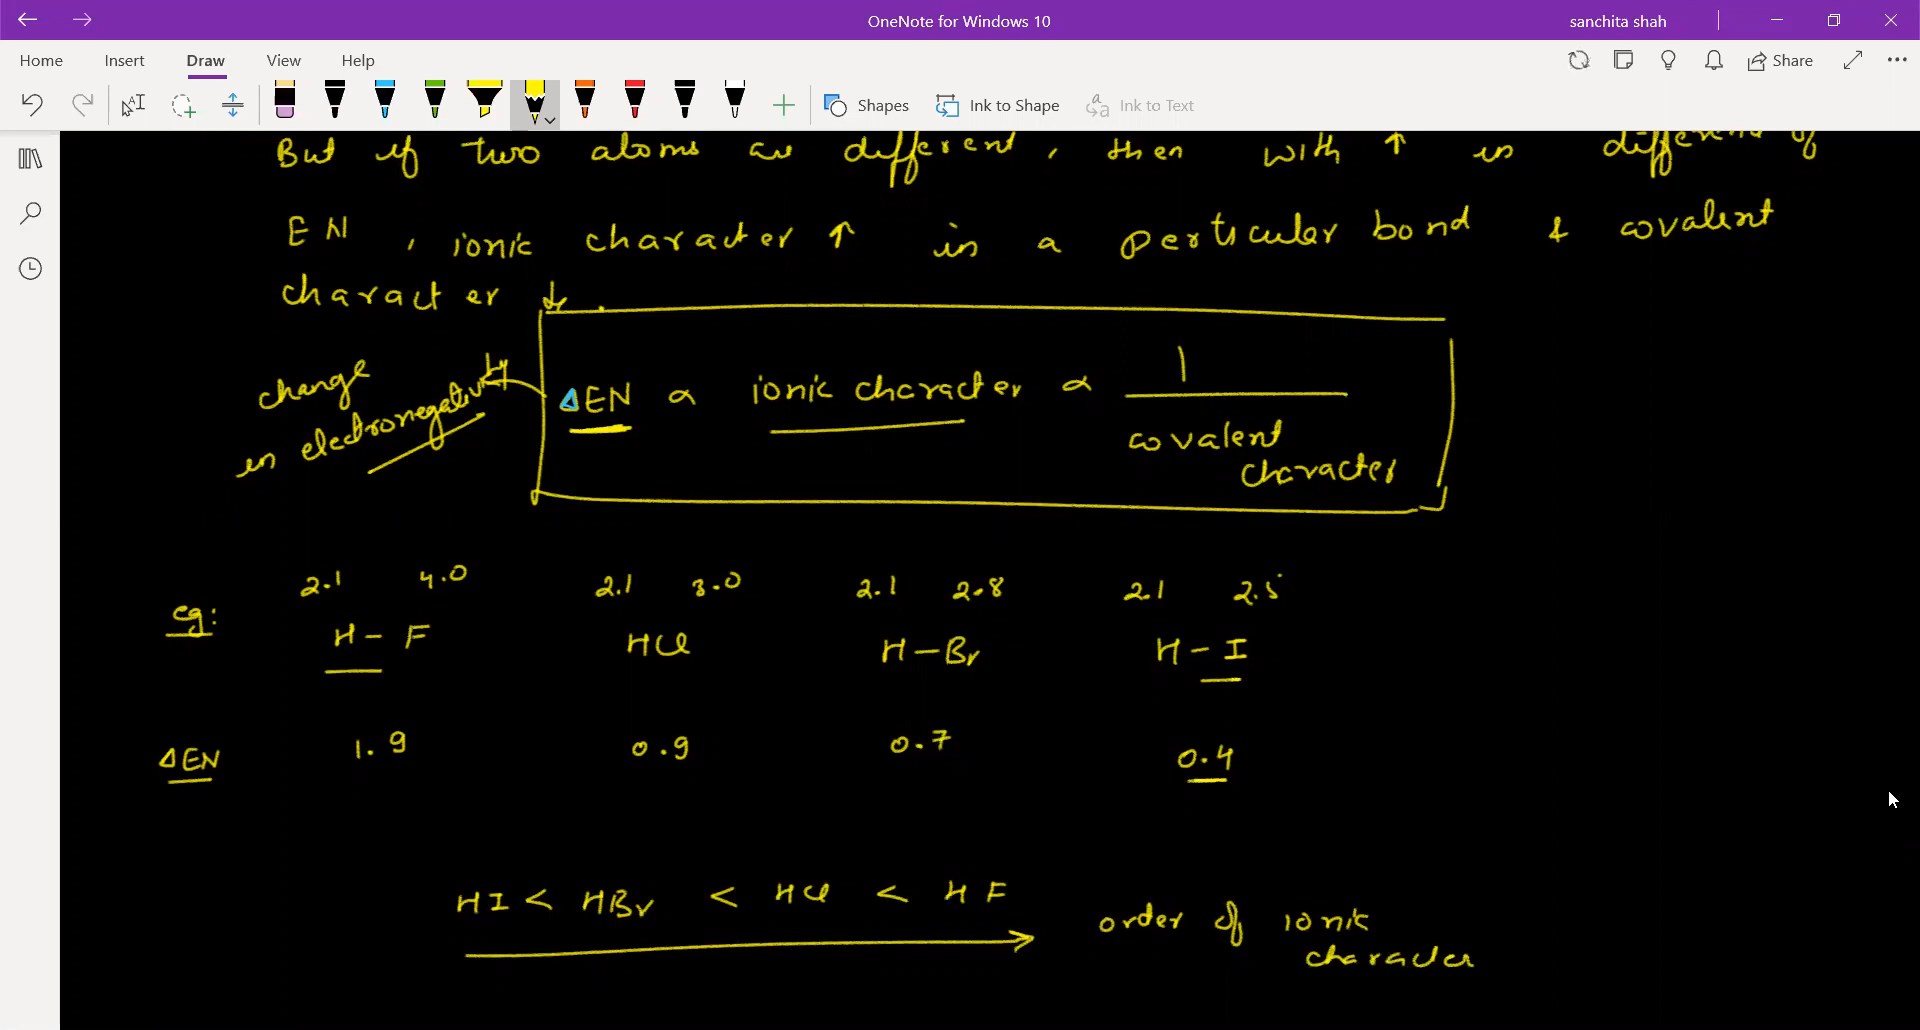 OneNote for Windows 10
sanchita shah
Home Insert Draw View Help
Share
Shapes Ink to Shape Ink to Text
But if two atoms are different, then with ↑ in different of
EN, ionic character ↑ in a perticular bond & covalent
character ↓.
change
in electronegativity
ΔEN ∝ ionic character ∝ 1
covalent
character
2.1 4.0 2.1 3.0 2.1 2.8 2.1 2.5
eg: H-F HCl H-Br H-I
ΔEN 1.9 0.9 0.7 0.4
HI < HBr < HCl < HF
order of ionic
character